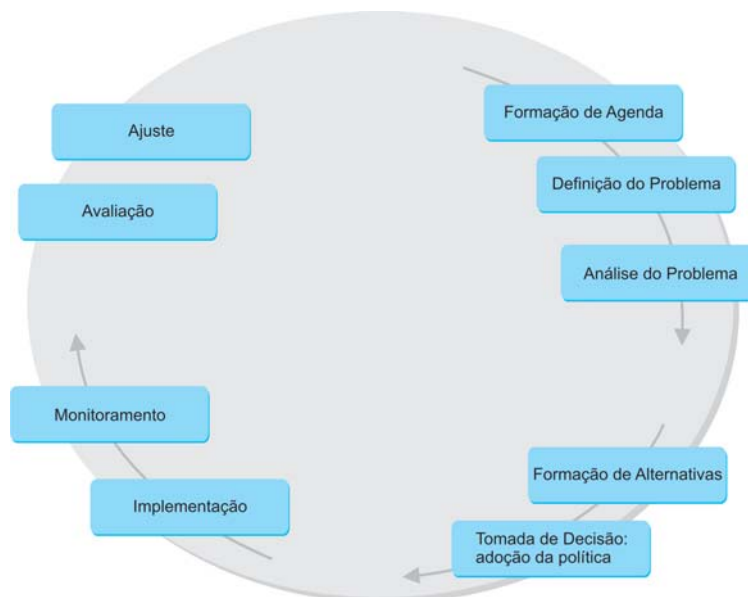 Formação de Agenda
Definição do Problema
Análise do Problema
Formação de Alternativas
Tomada de Decisão:
adoção da política
Implementação
Monitoramento
Avaliação
Ajuste